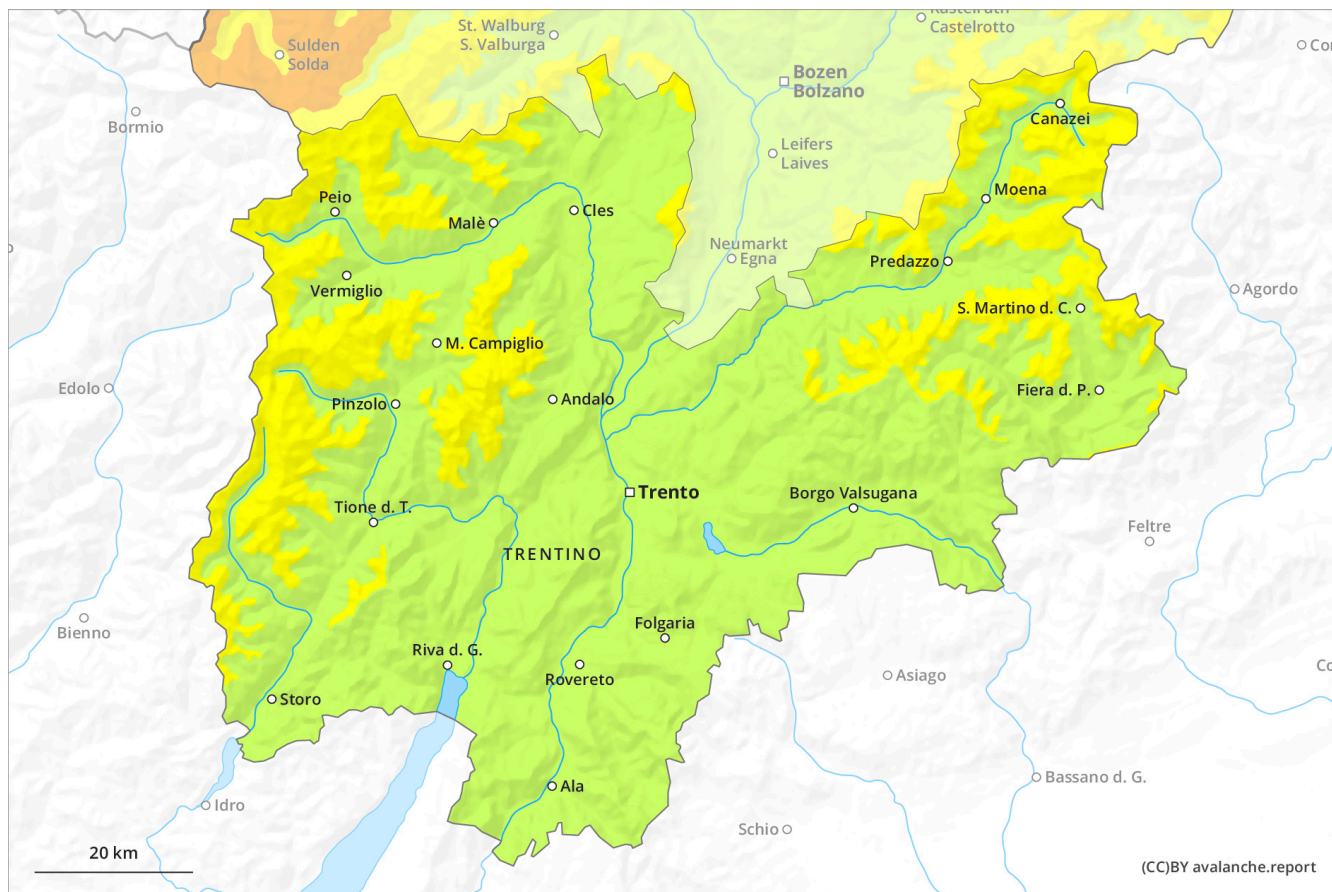 Kastelruth
Castelrotto
St. Walburg
S. Valburga
Sulden
Solda
Bozen
Bolzano
Bormio
Canazei
Leifers
Laives
Peio
Moena
Malè
Cles
Neumarkt
Egna
Predazzo
Vermiglio
Agordo
S. Martino d. C.
M. Campiglio
Edolo
Pinzolo
Andalo
Fiera d. P.
Trento
Borgo Valsugana
Tione d. T.
Feltre
TRENTINO
Bienno
Folgaria
Riva d. G.
Rovereto
Asiago
Storo
Ala
Bassano d. G.
Idro
Schio
20 km
(CC)BY avalanche.report